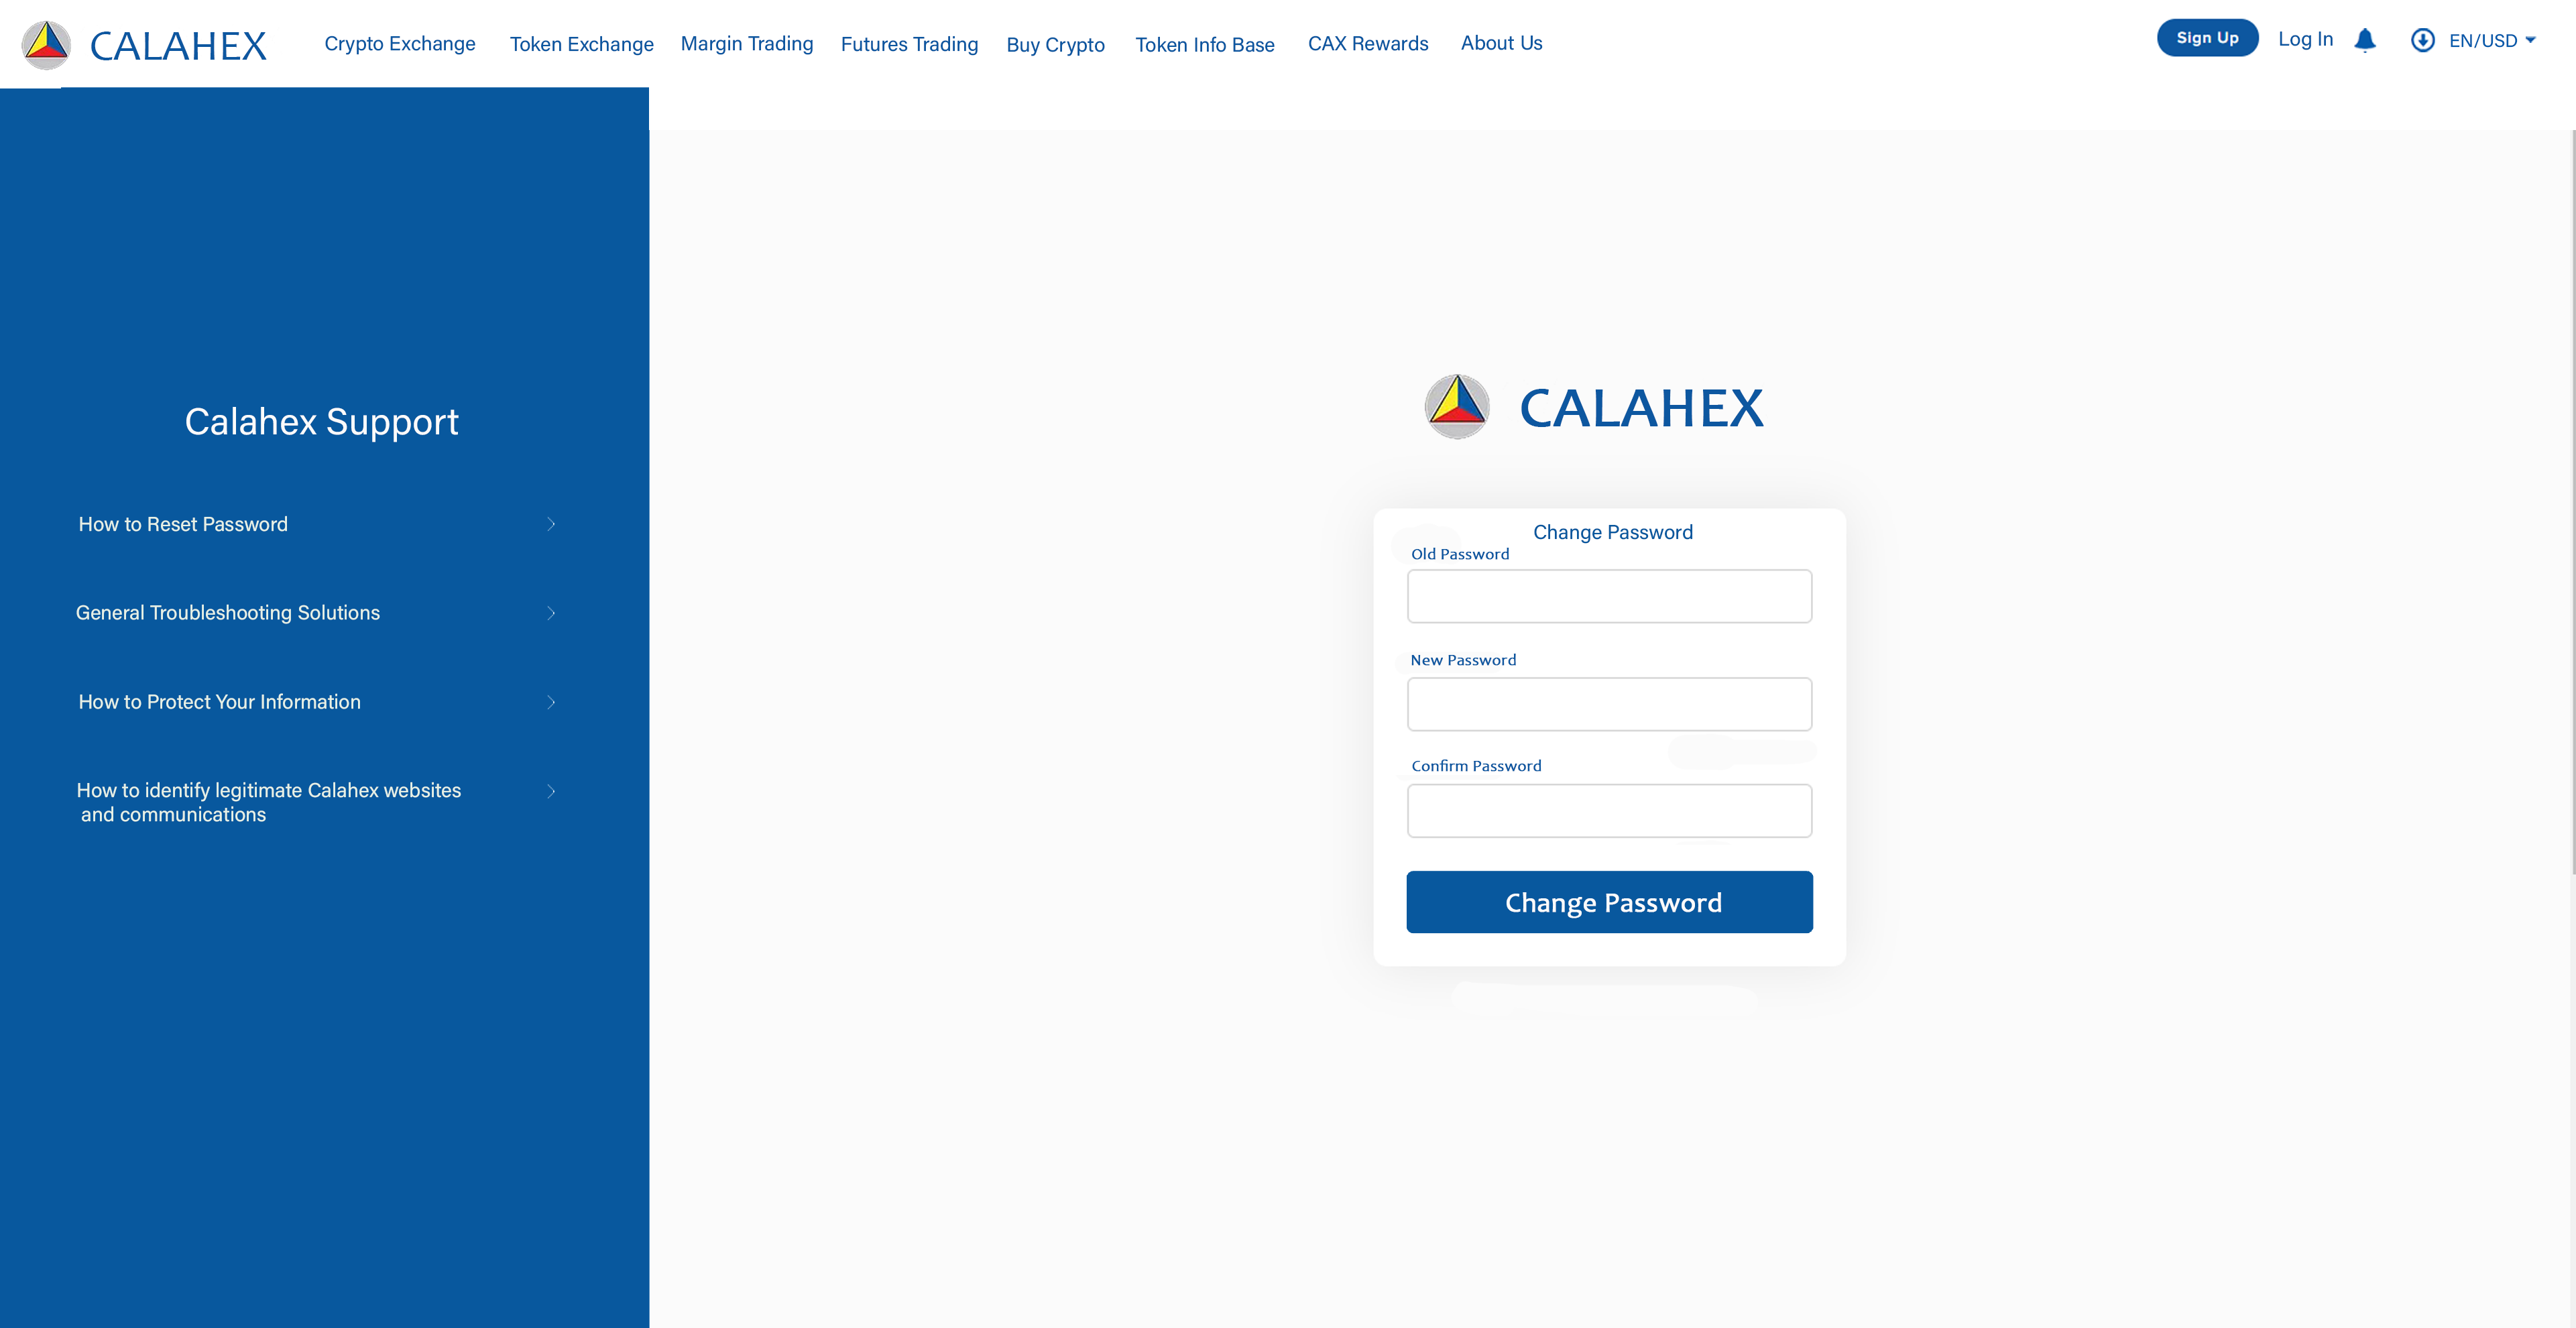 CALAHEX
Crypto Exchange
Token Exchange
Margin Trading
Futures Trading
Buy Crypto
Token Info Base
CAX Rewards
About Us
Sign Up
Log In
EN/USD
Calahex Support
How to Reset Password
General Troubleshooting Solutions
How to Protect Your Information
How to identify legitimate Calahex websites
and communications
CALAHEX
Change Password
Old Password
New Password
Confirm Password
Change Password